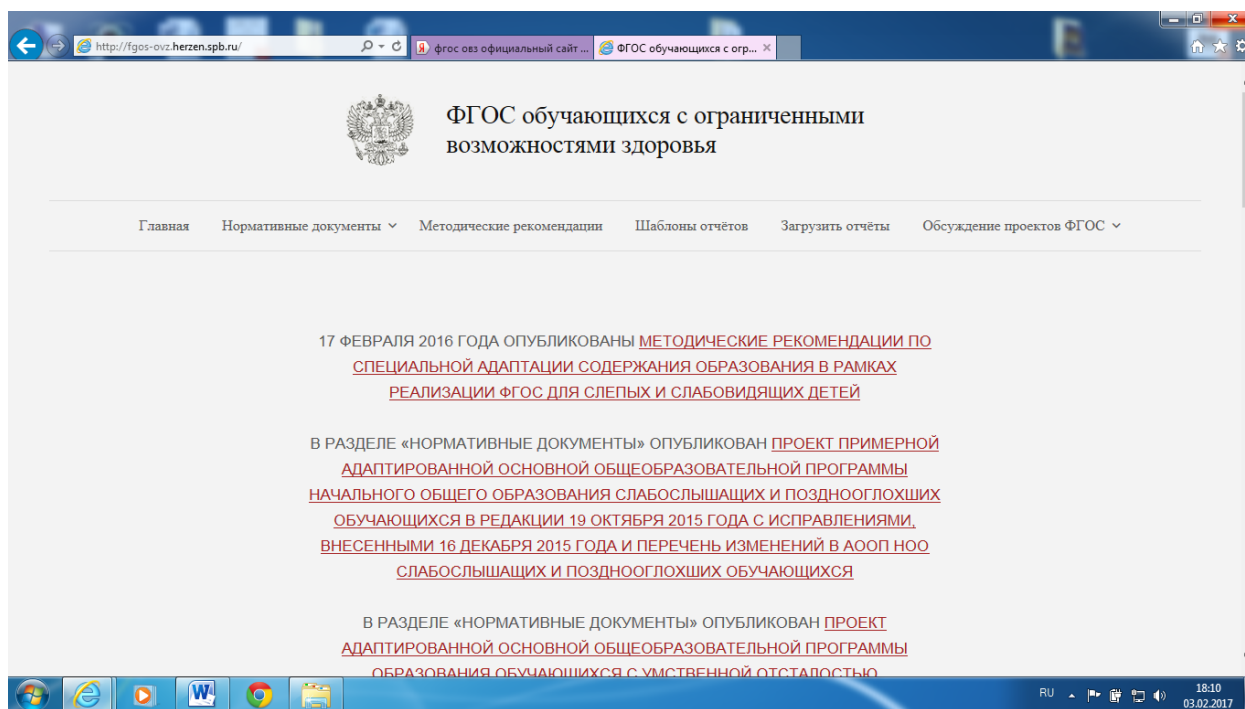 http://fgos-ovz.herzen.spb.ru/
фгос овз официальный сайт ...
ФГОС обучающихся с огр...
ФГОС обучающихся с ограниченными
возможностями здоровья
Главная Нормативные документы Методические рекомендации Шаблоны отчётов Загрузить отчёты Обсуждение проектов ФГОС
17 ФЕВРАЛЯ 2016 ГОДА ОПУБЛИКОВАНЫ МЕТОДИЧЕСКИЕ РЕКОМЕНДАЦИИ ПО
СПЕЦИАЛЬНОЙ АДАПТАЦИИ СОДЕРЖАНИЯ ОБРАЗОВАНИЯ В РАМКАХ
РЕАЛИЗАЦИИ ФГОС ДЛЯ СЛЕПЫХ И СЛАБОВИДЯЩИХ ДЕТЕЙ
В РАЗДЕЛЕ «НОРМАТИВНЫЕ ДОКУМЕНТЫ» ОПУБЛИКОВАН ПРОЕКТ ПРИМЕРНОЙ
АДАПТИРОВАННОЙ ОСНОВНОЙ ОБЩЕОБРАЗОВАТЕЛЬНОЙ ПРОГРАММЫ
НАЧАЛЬНОГО ОБЩЕГО ОБРАЗОВАНИЯ СЛАБОСЛЫШАЩИХ И ПОЗДНООГЛОХШИХ
ОБУЧАЮЩИХСЯ В РЕДАКЦИИ 19 ОКТЯБРЯ 2015 ГОДА С ИСПРАВЛЕНИЯМИ,
ВНЕСЕННЫМИ 16 ДЕКАБРЯ 2015 ГОДА И ПЕРЕЧЕНЬ ИЗМЕНЕНИЙ В АООП НОО
СЛАБОСЛЫШАЩИХ И ПОЗДНООГЛОХШИХ ОБУЧАЮЩИХСЯ
В РАЗДЕЛЕ «НОРМАТИВНЫЕ ДОКУМЕНТЫ» ОПУБЛИКОВАН ПРОЕКТ
АДАПТИРОВАННОЙ ОСНОВНОЙ ОБЩЕОБРАЗОВАТЕЛЬНОЙ ПРОГРАММЫ
ОБРАЗОВАНИЯ ОБУЧАЮЩИХСЯ С УМСТВЕННОЙ ОТСТАЛОСТЬЮ
RU
18:10
03.02.2017